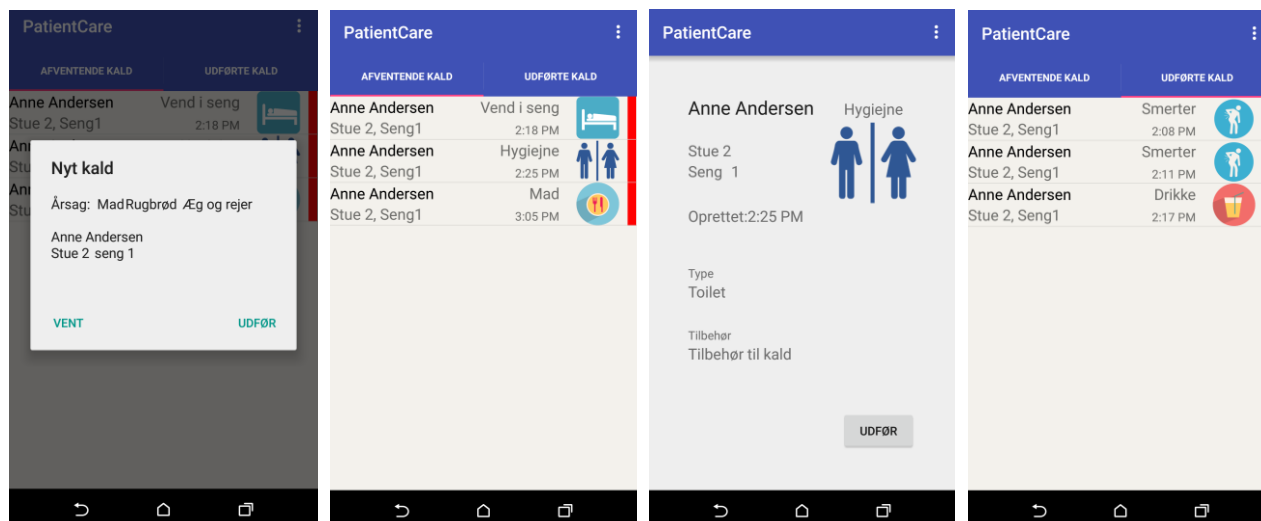 PatientCare
AFVENTENDE KALD UDFØRTE KALD
Anne Andersen Vend i seng
Stue 2, Seng1 2:18 PM
Nyt kald
Årsag: MadRugbrød Æg og rejer
Anne Andersen
Stue 2 seng 1
VENT UDFØR
PatientCare
AFVENTENDE KALD UDFØRTE KALD
Anne Andersen Vend i seng
Stue 2, Seng1 2:18 PM
Anne Andersen Hygiejne
Stue 2, Seng1 2:25 PM
Anne Andersen Mad
Stue 2, Seng1 3:05 PM
PatientCare
Anne Andersen Hygiejne
Stue 2
Seng 1
Oprettet:2:25 PM
Type
Toilet
Tilbehør
Tilbehør til kald
UDFØR
PatientCare
AFVENTENDE KALD UDFØRTE KALD
Anne Andersen Smerter
Stue 2, Seng1 2:08 PM
Anne Andersen Smerter
Stue 2, Seng1 2:11 PM
Anne Andersen Drikke
Stue 2, Seng1 2:17 PM